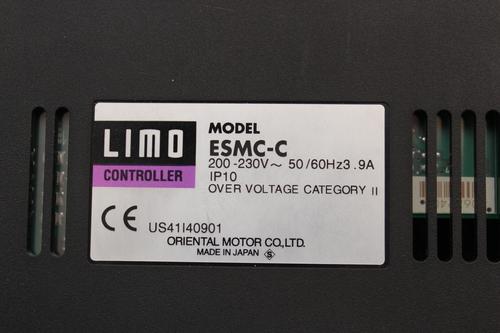 LIMO
CONTROLLER
MODEL
ESMC-C
200-230V~ 50/60Hz3.9A
IP10
OVER VOLTAGE CATEGORY II
CE
US41I40901
ORIENTAL MOTOR CO.,LTD.
MADE IN JAPAN S